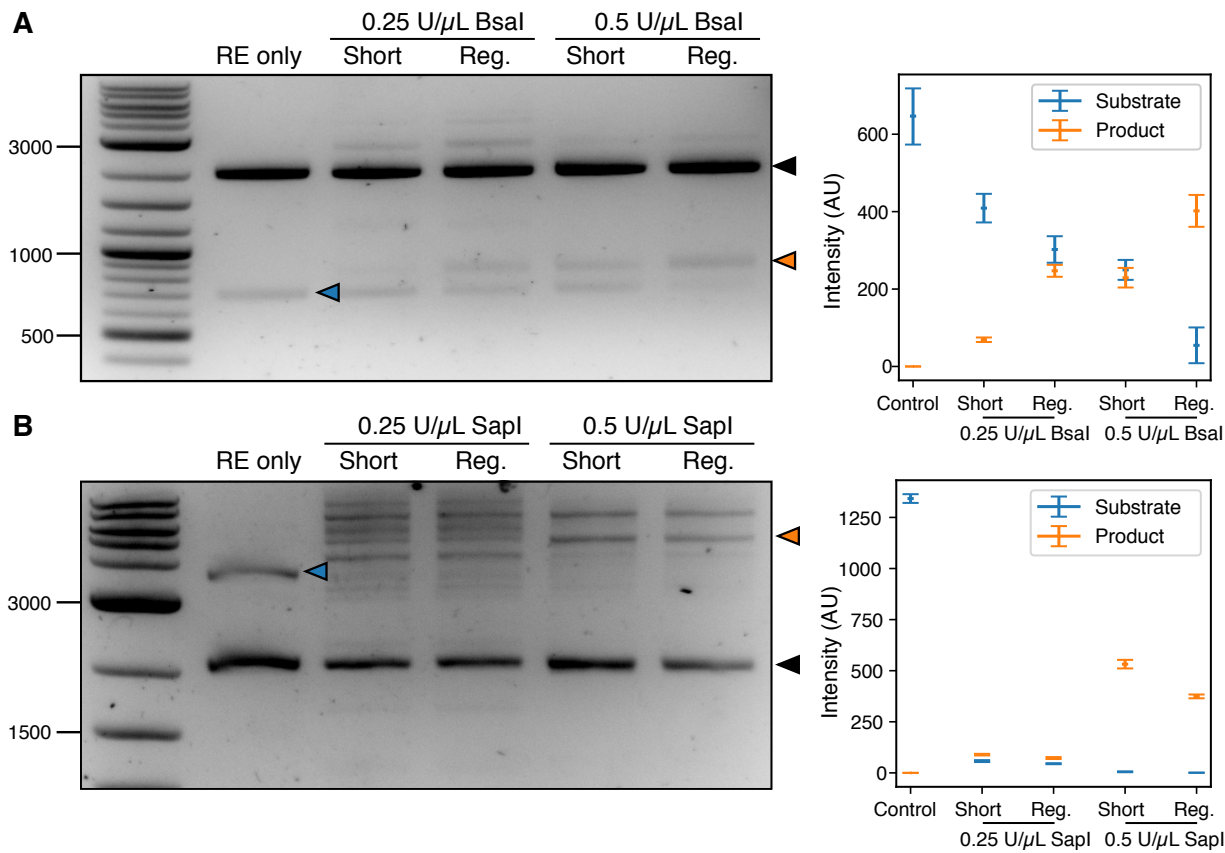 A
0.25 U/µL BsaI 0.5 U/µL BsaI
RE only Short Reg. Short Reg.
3000
1000
500
Substrate
Product
Intensity (AU)
600
400
200
0
Control Short Reg. Short Reg.
0.25 U/µL BsaI 0.5 U/µL BsaI
B
0.25 U/µL SapI 0.5 U/µL SapI
RE only Short Reg. Short Reg.
3000
1500
Substrate
Product
Intensity (AU)
1250
1000
750
500
250
0
Control Short Reg. Short Reg.
0.25 U/µL SapI 0.5 U/µL SapI